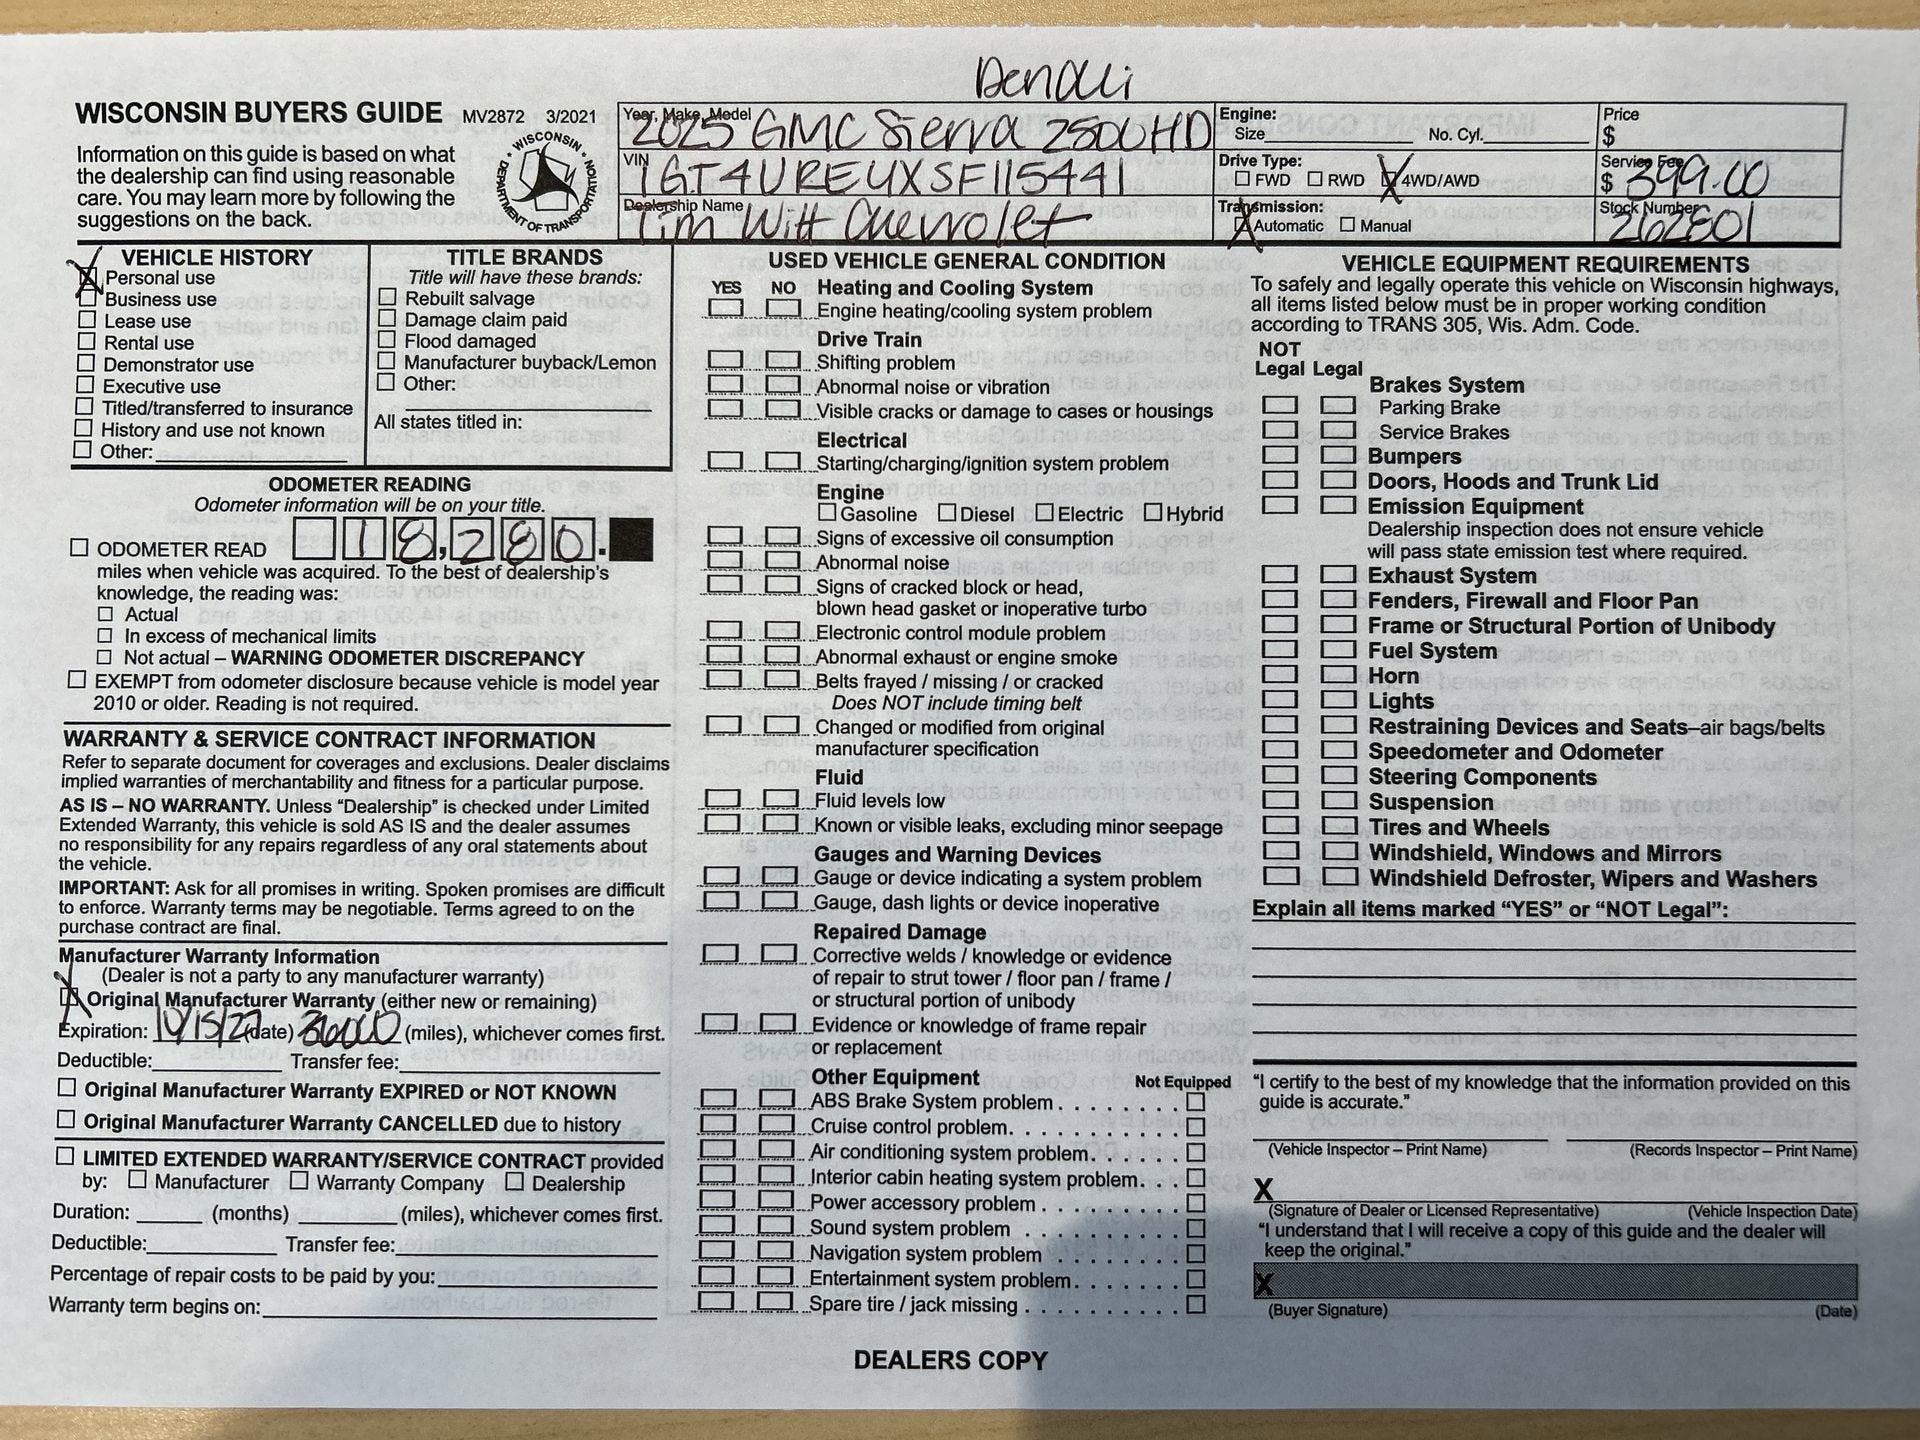 Denali
WISCONSIN BUYERS GUIDE MV2872 3/2021
Information on this guide is based on what
the dealership can find using reasonable
care. You may learn more by following the
suggestions on the back.
WISCONSIN DEPARTMENT OF TRANSPORTATION
Year, Make, Model
2025 GMC Sierra 2500HD
VIN
1GT4UREUXSF115441
Dealership Name
Tim Witt Chevrolet
Engine:
Size No. Cyl.
Drive Type:
FWD RWD X 4WD/AWD
Transmission:
X Automatic Manual
Price
$
Service Fee
$ 399.00
Stock Number
262801
VEHICLE HISTORY
X Personal use
Business use
Lease use
Rental use
Demonstrator use
Executive use
Titled/transferred to insurance
History and use not known
Other:
TITLE BRANDS
Title will have these brands:
Rebuilt salvage
Damage claim paid
Flood damaged
Manufacturer buyback/Lemon
Other:
All states titled in:
ODOMETER READING
Odometer information will be on your title.
ODOMETER READ 18,280.
miles when vehicle was acquired. To the best of dealership's
knowledge, the reading was:
Actual
In excess of mechanical limits
Not actual – WARNING ODOMETER DISCREPANCY
EXEMPT from odometer disclosure because vehicle is model year
2010 or older. Reading is not required.
WARRANTY & SERVICE CONTRACT INFORMATION
Refer to separate document for coverages and exclusions. Dealer disclaims
implied warranties of merchantability and fitness for a particular purpose.
AS IS – NO WARRANTY. Unless "Dealership" is checked under Limited
Extended Warranty, this vehicle is sold AS IS and the dealer assumes
no responsibility for any repairs regardless of any oral statements about
the vehicle.
IMPORTANT: Ask for all promises in writing. Spoken promises are difficult
to enforce. Warranty terms may be negotiable. Terms agreed to on the
purchase contract are final.
Manufacturer Warranty Information
(Dealer is not a party to any manufacturer warranty)
X Original Manufacturer Warranty (either new or remaining)
Expiration: 10/15/27 (date) 36000 (miles), whichever comes first.
Deductible: Transfer fee:
Original Manufacturer Warranty EXPIRED or NOT KNOWN
Original Manufacturer Warranty CANCELLED due to history
LIMITED EXTENDED WARRANTY/SERVICE CONTRACT provided
by: Manufacturer Warranty Company Dealership
Duration: (months) (miles), whichever comes first.
Deductible: Transfer fee:
Percentage of repair costs to be paid by you:
Warranty term begins on:
USED VEHICLE GENERAL CONDITION
YES NO Heating and Cooling System
Engine heating/cooling system problem
Drive Train
Shifting problem
Abnormal noise or vibration
Visible cracks or damage to cases or housings
Electrical
Starting/charging/ignition system problem
Engine
Gasoline Diesel Electric Hybrid
Signs of excessive oil consumption
Abnormal noise
Signs of cracked block or head,
blown head gasket or inoperative turbo
Electronic control module problem
Abnormal exhaust or engine smoke
Belts frayed / missing / or cracked
Does NOT include timing belt
Changed or modified from original
manufacturer specification
Fluid
Fluid levels low
Known or visible leaks, excluding minor seepage
Gauges and Warning Devices
Gauge or device indicating a system problem
Gauge, dash lights or device inoperative
Repaired Damage
Corrective welds / knowledge or evidence
of repair to strut tower / floor pan / frame /
or structural portion of unibody
Evidence or knowledge of frame repair
or replacement
Other Equipment Not Equipped
ABS Brake System problem
Cruise control problem
Air conditioning system problem
Interior cabin heating system problem
Power accessory problem
Sound system problem
Navigation system problem
Entertainment system problem
Spare tire / jack missing
VEHICLE EQUIPMENT REQUIREMENTS
To safely and legally operate this vehicle on Wisconsin highways,
all items listed below must be in proper working condition
according to TRANS 305, Wis. Adm. Code.
NOT
Legal Legal
Brakes System
Parking Brake
Service Brakes
Bumpers
Doors, Hoods and Trunk Lid
Emission Equipment
Dealership inspection does not ensure vehicle
will pass state emission test where required.
Exhaust System
Fenders, Firewall and Floor Pan
Frame or Structural Portion of Unibody
Fuel System
Horn
Lights
Restraining Devices and Seats–air bags/belts
Speedometer and Odometer
Steering Components
Suspension
Tires and Wheels
Windshield, Windows and Mirrors
Windshield Defroster, Wipers and Washers
Explain all items marked "YES" or "NOT Legal":
"I certify to the best of my knowledge that the information provided on this
guide is accurate."
(Vehicle Inspector – Print Name) (Records Inspector – Print Name)
X
(Signature of Dealer or Licensed Representative) (Vehicle Inspection Date)
"I understand that I will receive a copy of this guide and the dealer will
keep the original."
X
(Buyer Signature) (Date)
DEALERS COPY